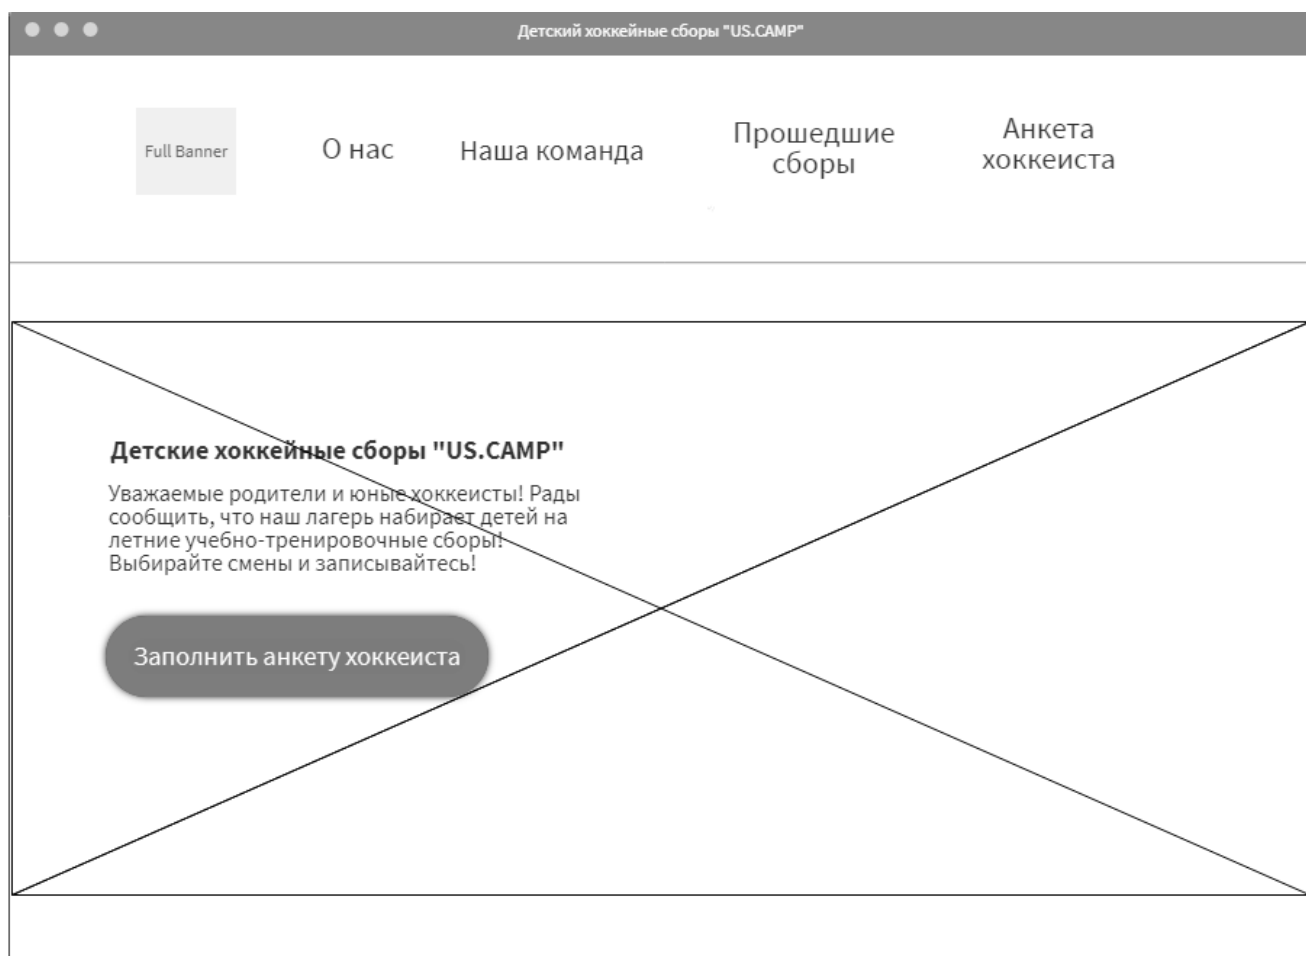 Детский хоккейные сборы "US.CAMP"
Full Banner
О нас
Наша команда
Прошедшие
сборы
Анкета
хоккеиста
Детские хоккейные сборы "US.CAMP"
Уважаемые родители и юные хоккеисты! Рады
сообщить, что наш лагерь набирает детей на
летние учебно-тренировочные сборы!
Выбирайте смены и записывайтесь!
Заполнить анкету хоккеиста